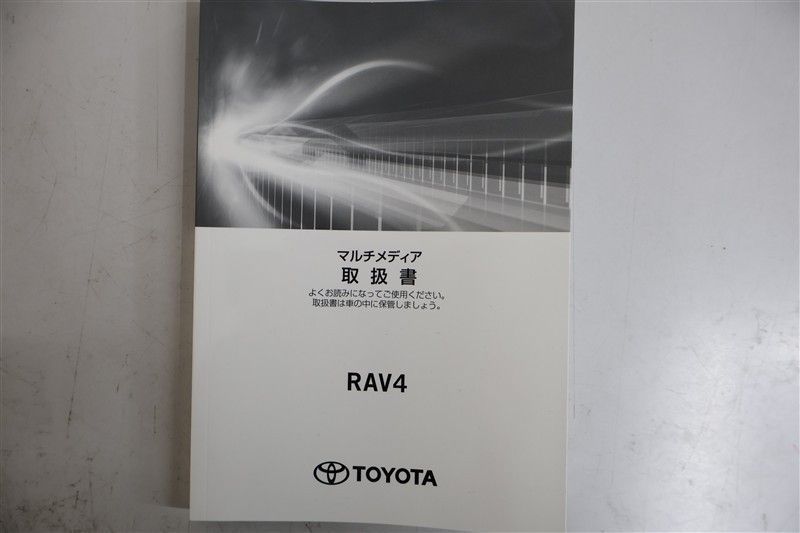 マルチメディア
取扱書
よくお読みになってご使用ください。
取扱書は車の中に保管しましょう。
RAV4
TOYOTA